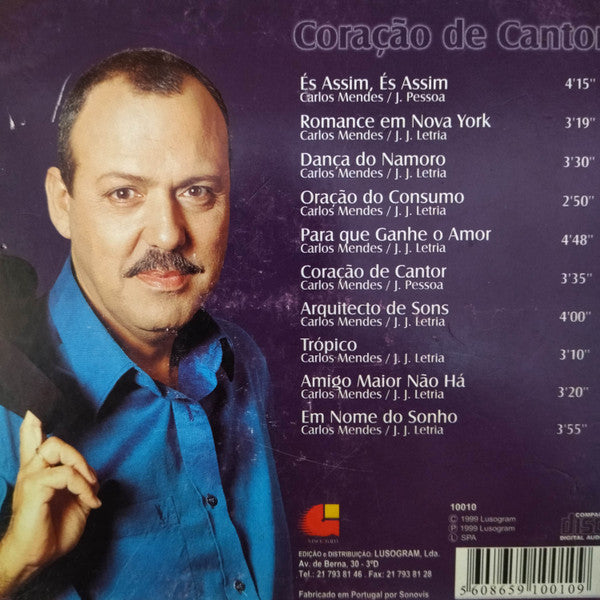 Coração de Cantor
És Assim, És Assim 4'15"
Carlos Mendes / J. Pessoa
Romance em Nova York 3'19"
Carlos Mendes / J. J. Letria
Dança do Namoro 3'30"
Carlos Mendes / J. J. Letria
Oração do Consumo 2'50"
Carlos Mendes / J. J. Letria
Para que Ganhe o Amor 4'48"
Carlos Mendes / J. J. Letria
Coração de Cantor 3'35"
Carlos Mendes / J. Pessoa
Arquitecto de Sons 4'00"
Carlos Mendes / J. J. Letria
Trópico 3'10"
Carlos Mendes / J. J. Letria
Amigo Maior Não Há 3'20"
Carlos Mendes / J. J. Letria
Em Nome do Sonho 3'55"
Carlos Mendes / J. J. Letria
10010
Ⓒ 1999 Lusogram
Ⓟ 1999 Lusogram
Ⓛ SPA
COMPA
disc
DIGITAL AUD
EDIÇÃO e DISTRIBUIÇÃO: LUSOGRAM, Lda.
Av. de Berna, 30 - 3ºD
Tel.: 21 793 81 46 . Fax: 21 793 81 28
Fabricado em Portugal por Sonovis
5 608659 100109